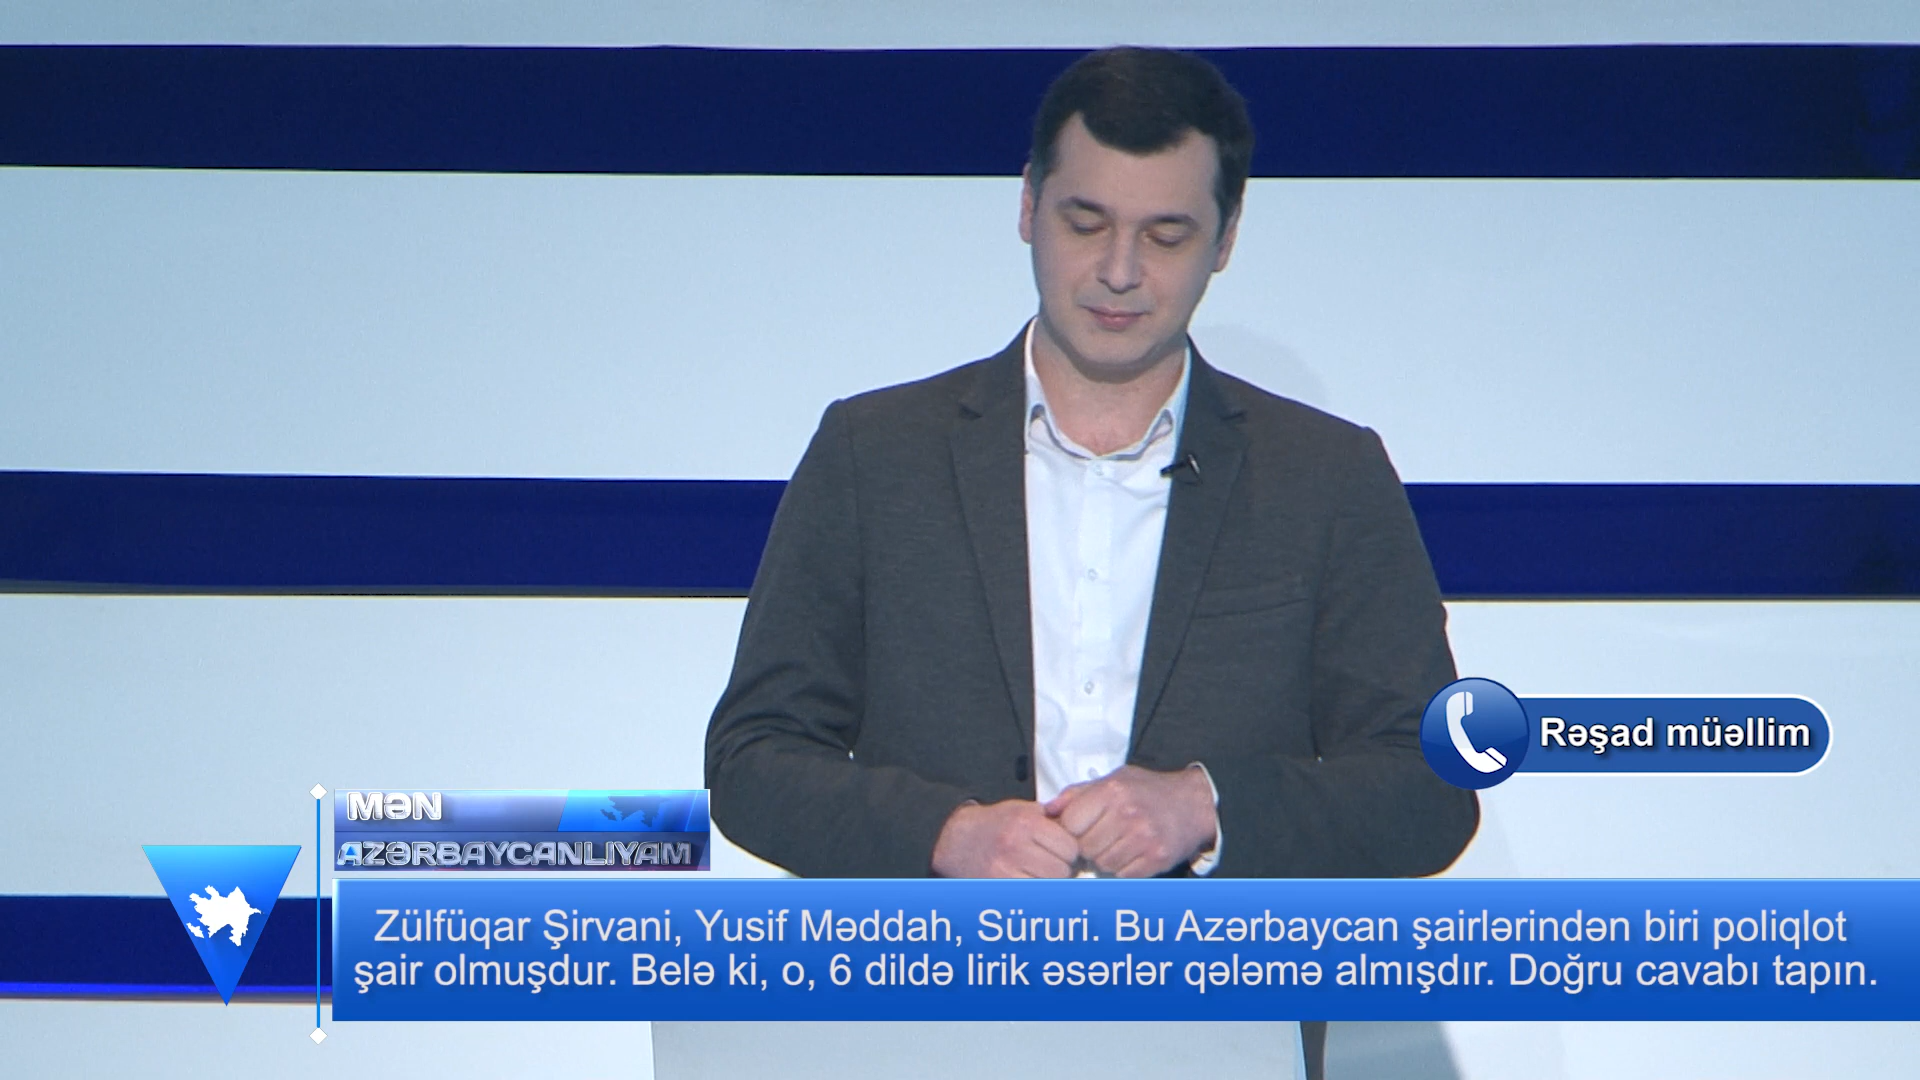 Rəşad müəllim
MƏN
AZƏRBAYCANLIYAM
Zülfüqar Şirvani, Yusif Məddah, Süruri. Bu Azərbaycan şairlərindən biri poliqlot
şair olmuşdur. Belə ki, o, 6 dildə lirik əsərlər qələmə almışdır. Doğru cavabı tapın.